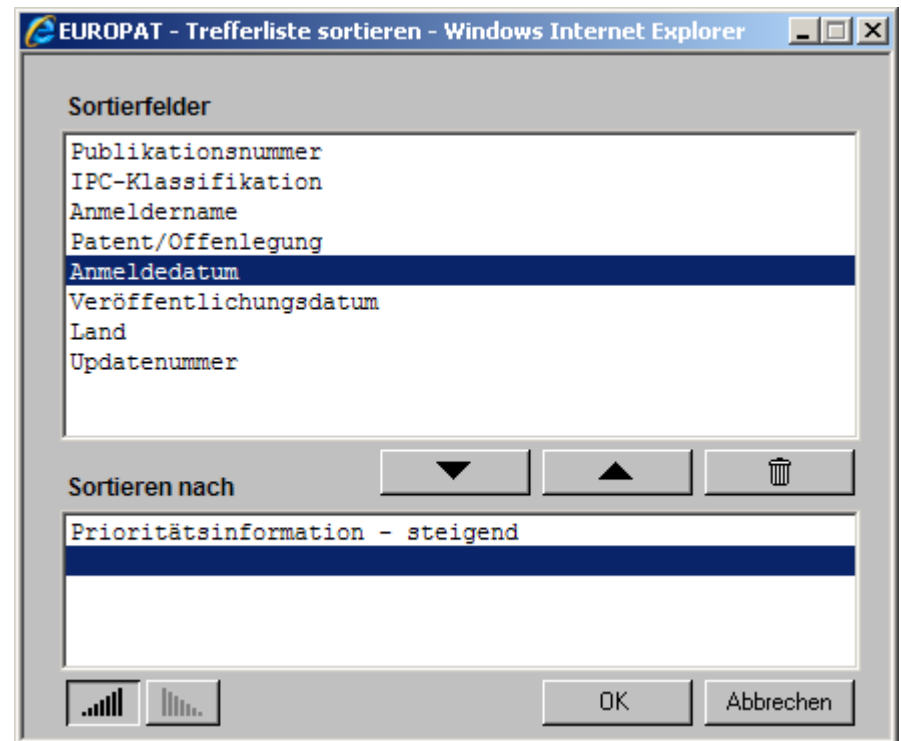 EUROPAT - Trefferliste sortieren - Windows Internet Explorer
Sortierfelder
Publikationsnummer
IPC-Klassifikation
Anmeldername
Patent/Offenlegung
Anmeldedatum
Veröffentlichungsdatum
Land
Updatenummer
Sortieren nach
Prioritätsinformation - steigend
OK
Abbrechen